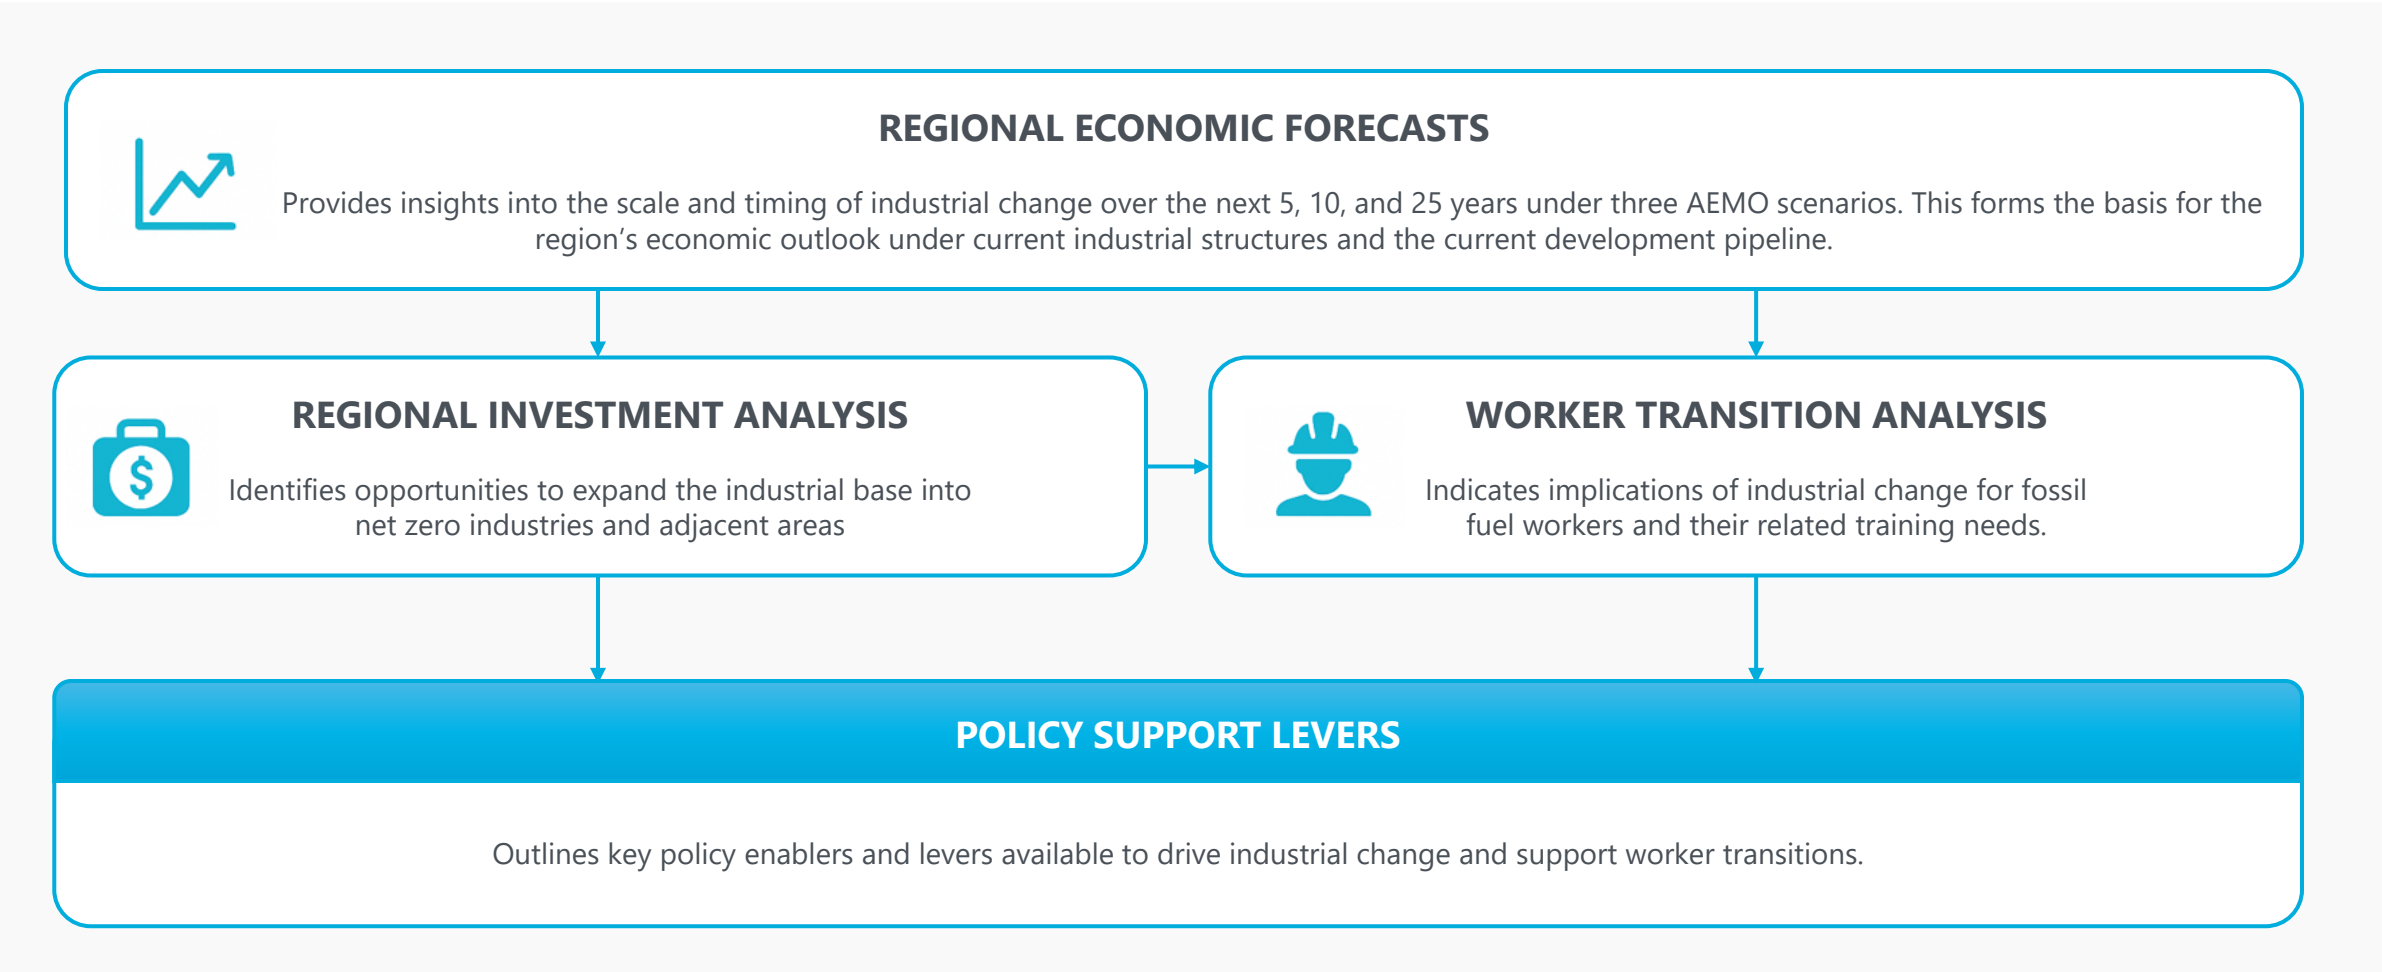 REGIONAL ECONOMIC FORECASTS
Provides insights into the scale and timing of industrial change over the next 5, 10, and 25 years under three AEMO scenarios. This forms the basis for the
region’s economic outlook under current industrial structures and the current development pipeline.
REGIONAL INVESTMENT ANALYSIS
$
Identifies opportunities to expand the industrial base into
net zero industries and adjacent areas
WORKER TRANSITION ANALYSIS
Indicates implications of industrial change for fossil
fuel workers and their related training needs.
POLICY SUPPORT LEVERS
Outlines key policy enablers and levers available to drive industrial change and support worker transitions.